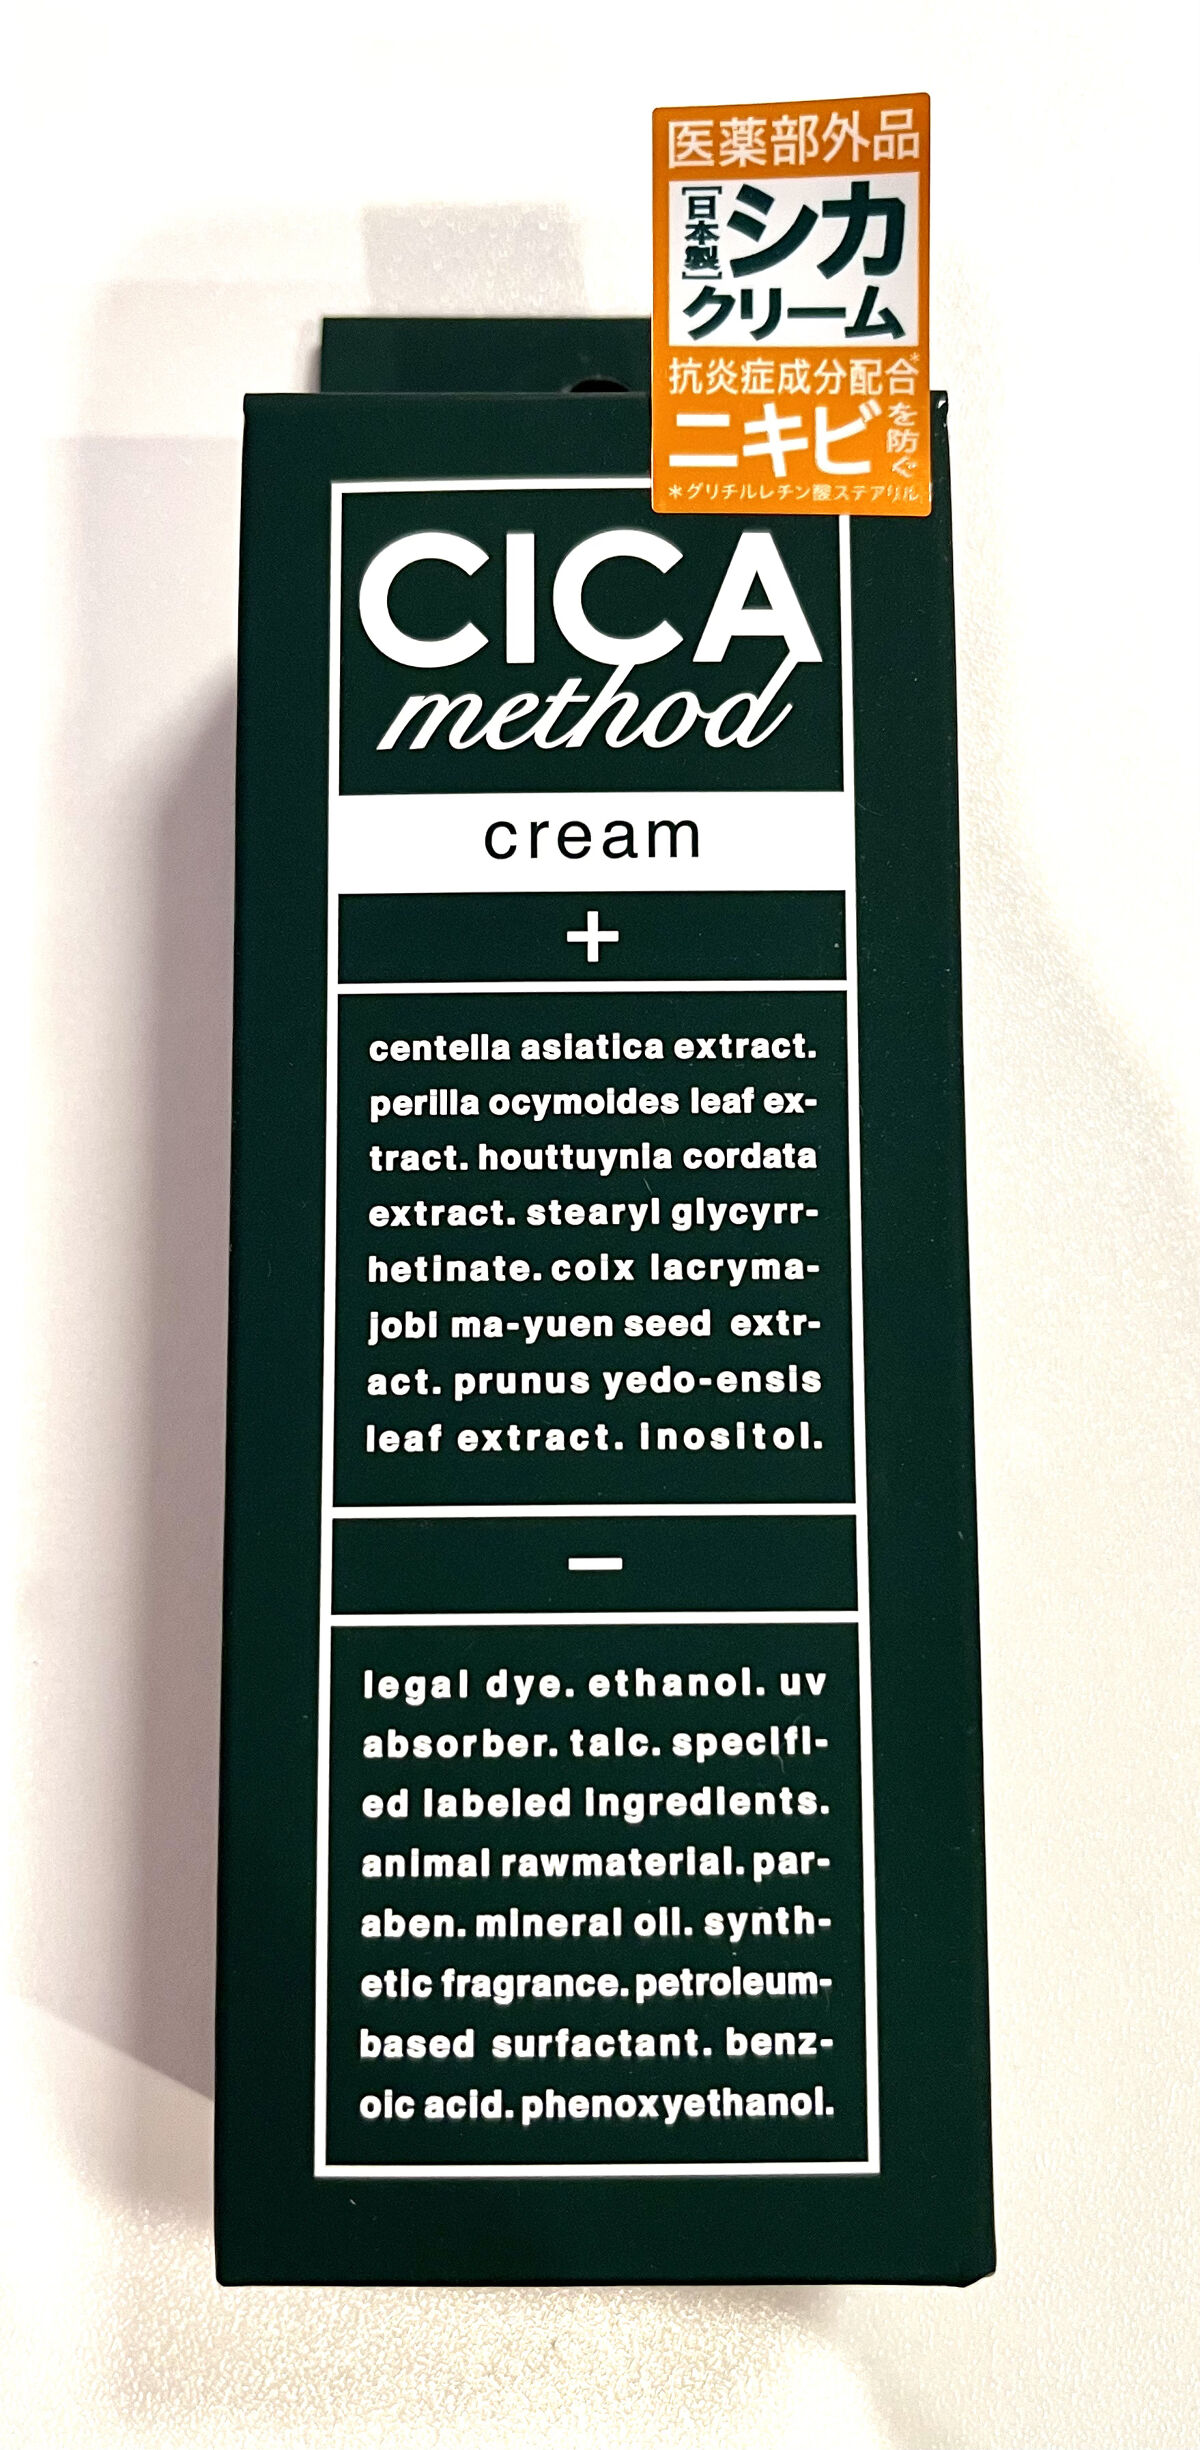 医薬部外品
[日本製]
シカ
クリーム
抗炎症成分配合*
ニキビを防ぐ
*グリチルレチン酸ステアリル
CICA
method
cream
+
centella asiatica extract.
perilla ocymoides leaf ex-
tract. houttuynia cordata
extract. stearyl glycyrr-
hetinate. coix lacryma-
jobi ma-yuen seed extr-
act. prunus yedo-ensis
leaf extract. inositol.
−
legal dye. ethanol. uv
absorber. talc. specifi-
ed labeled ingredients.
animal rawmaterial. par-
aben. mineral oil. synth-
etic fragrance. petroleum-
based surfactant. benz-
oic acid. phenoxyethanol.